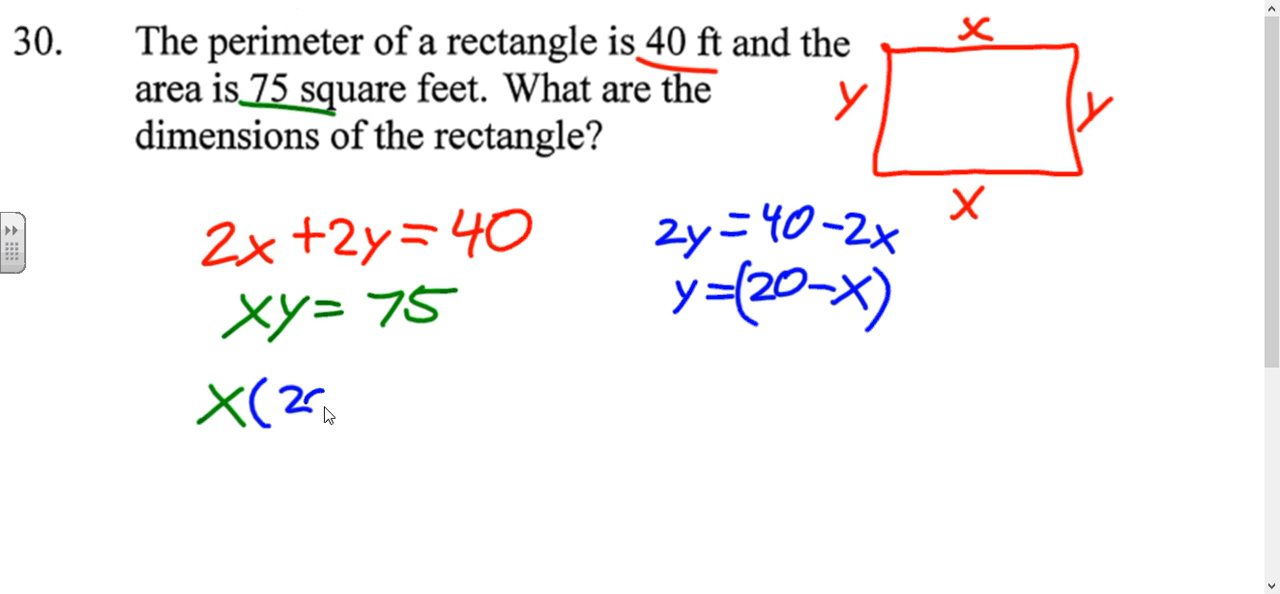 30. The perimeter of a rectangle is 40 ft and the
area is 75 square feet. What are the
dimensions of the rectangle?
x
y
y
x
2x + 2y = 40
xy = 75
2y = 40 - 2x
y = (20 - x)
x(2